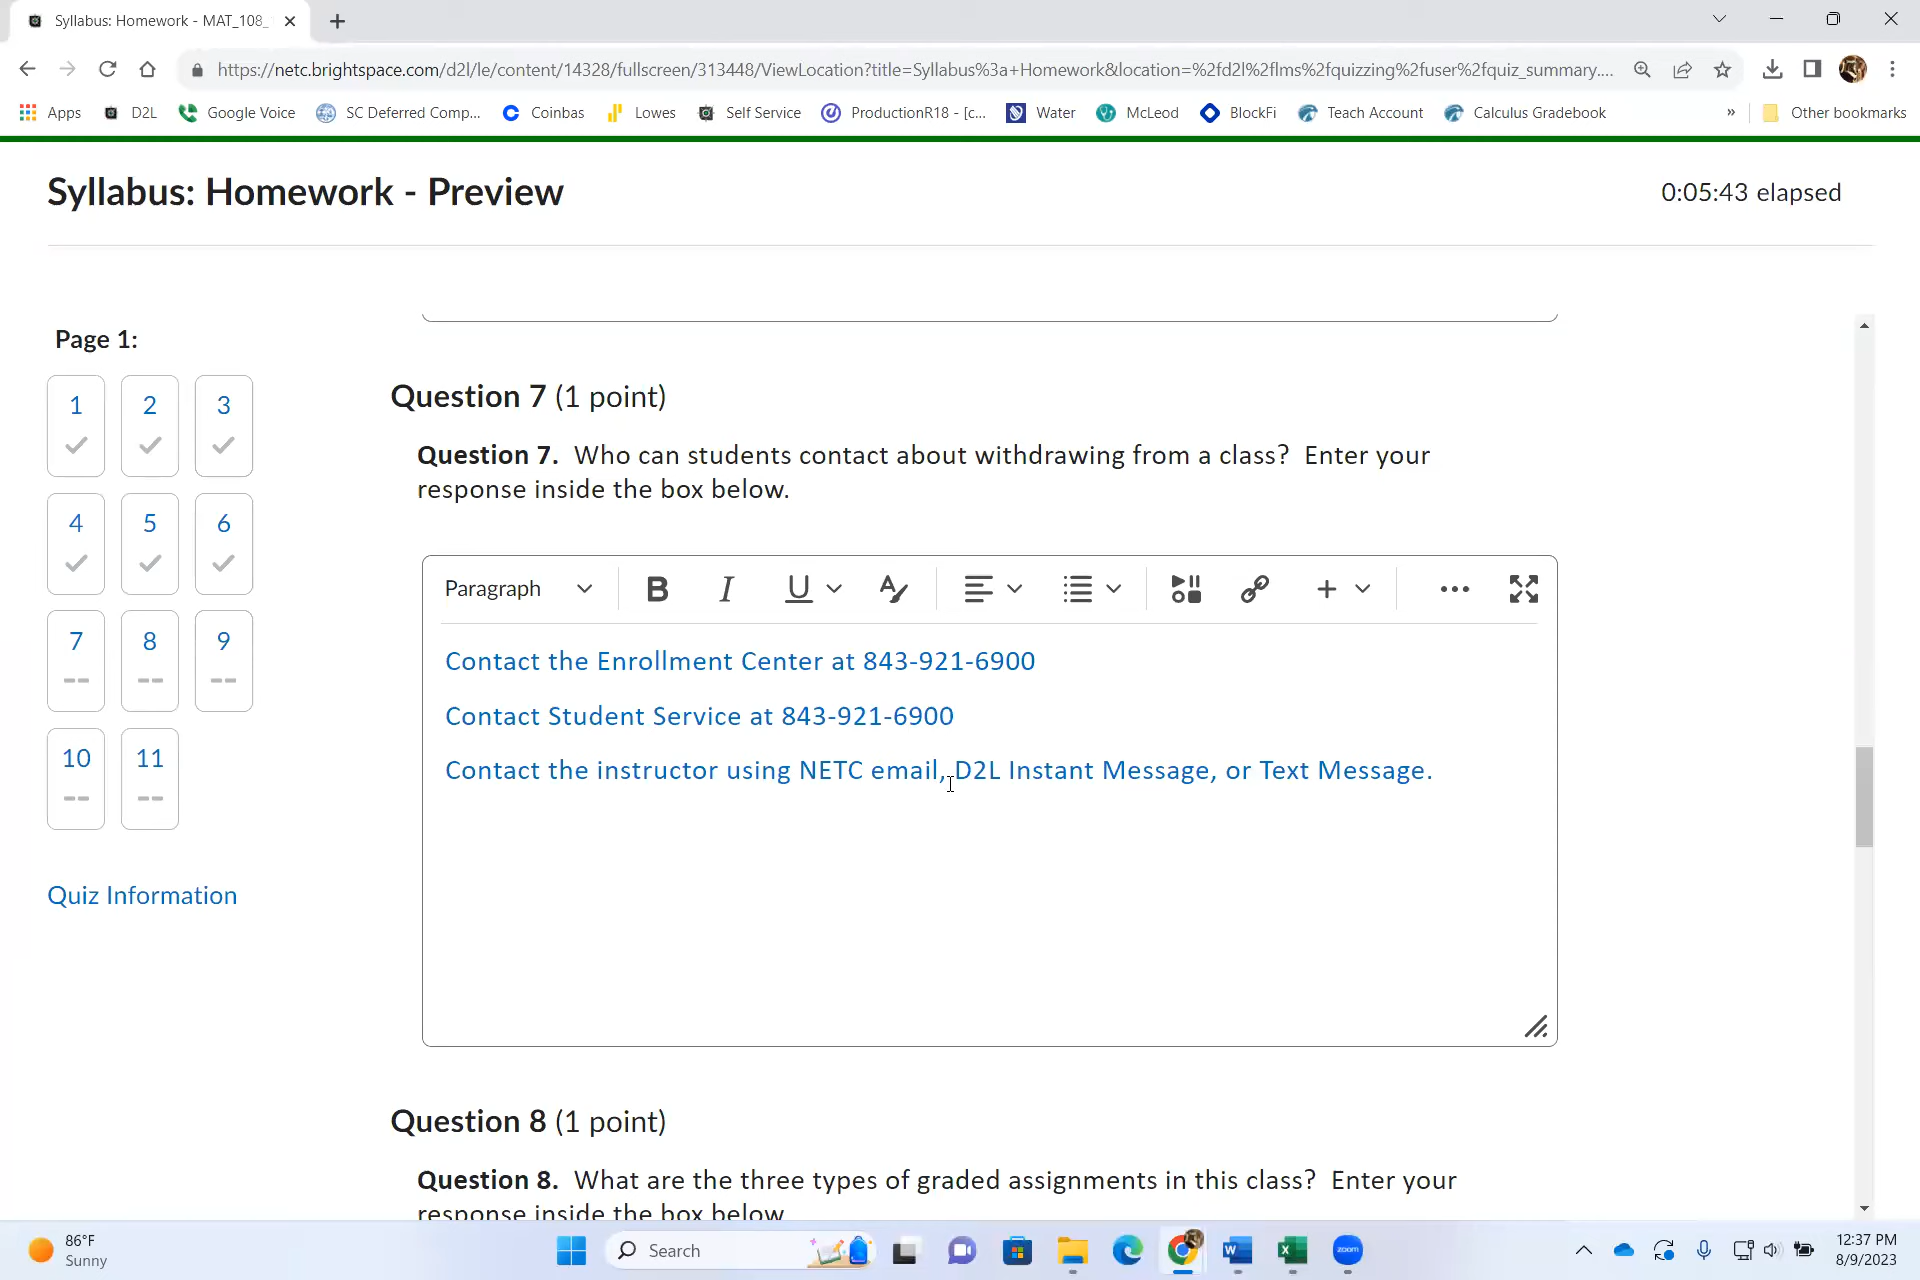 Syllabus: Homework - MAT_108_
https://netc.brightspace.com/d2l/le/content/14328/fullscreen/313448/ViewLocation?title=Syllabus%3a+Homework&location=%2fd2l%2flms%2fquizzing%2fuser%2fquiz_summary....
Apps D2L Google Voice SC Deferred Comp... Coinbas Lowes Self Service ProductionR18 - [c... Water McLeod BlockFi Teach Account Calculus Gradebook » Other bookmarks
Syllabus: Homework - Preview
0:05:43 elapsed
Page 1:
1 2 3
4 5 6
7 8 9
-- -- --
10 11
-- --
Quiz Information
Question 7 (1 point)
Question 7. Who can students contact about withdrawing from a class? Enter your
response inside the box below.
Paragraph B I U A
Contact the Enrollment Center at 843-921-6900
Contact Student Service at 843-921-6900
Contact the instructor using NETC email, D2L Instant Message, or Text Message.
Question 8 (1 point)
Question 8. What are the three types of graded assignments in this class? Enter your
response inside the box below
86°F
Sunny
Search
zoom
12:37 PM
8/9/2023